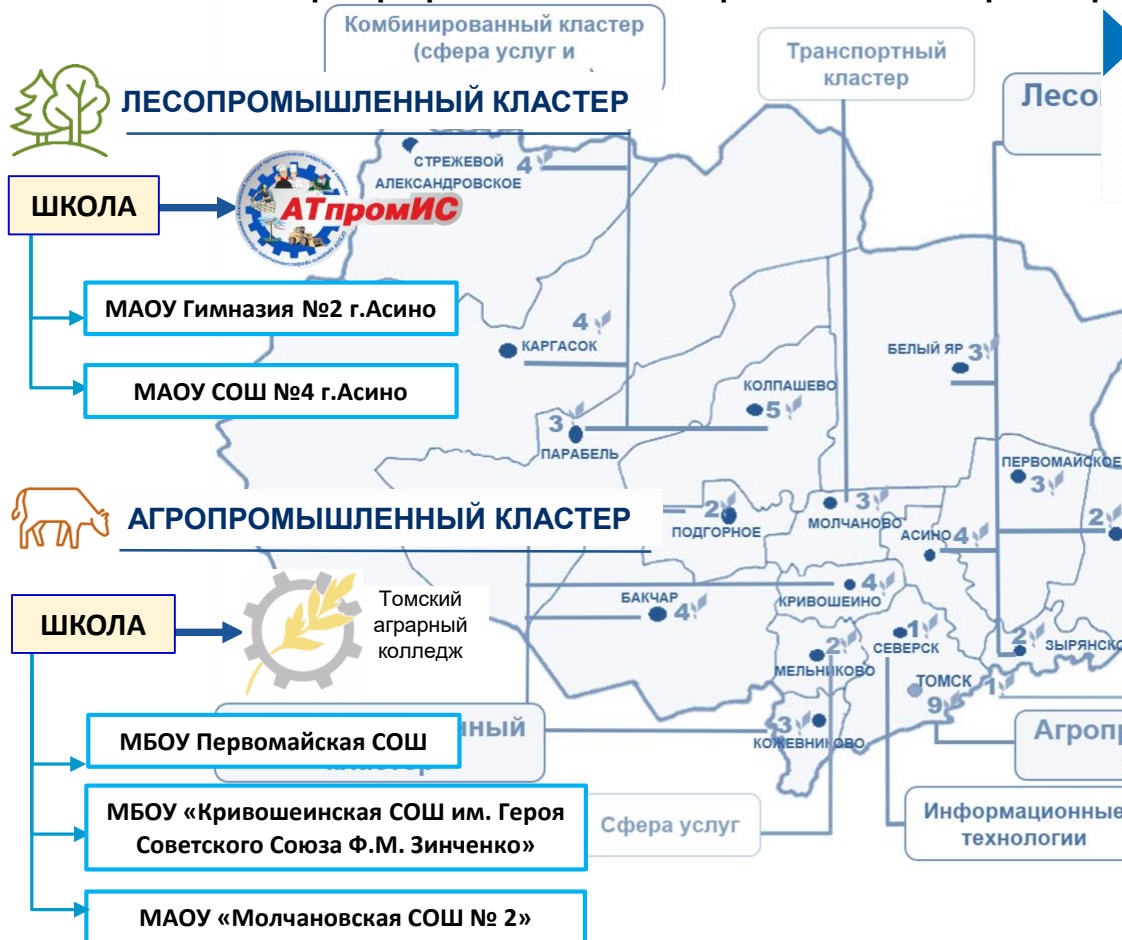 Комбинированный кластер
(сфера услуг и
Транспортный
кластер
ЛЕСОПРОМЫШЛЕННЫЙ КЛАСТЕР
Лесо
ШКОЛА
АТпромИС
СТРЕЖЕВОЙ 4
АЛЕКСАНДРОВСКОЕ
МАОУ Гимназия №2 г.Асино
МАОУ СОШ №4 г.Асино
4
КАРГАСОК
БЕЛЫЙ ЯР 3
КОЛПАШЕВО
5
3
ПАРАБЕЛЬ
ПЕРВОМАЙСКОЕ
3
АГРОПРОМЫШЛЕННЫЙ КЛАСТЕР
2
ПОДГОРНОЕ
3
МОЛЧАНОВО
АСИНО 4
2
ШКОЛА
Томский
аграрный
колледж
БАКЧАР
4
4
КРИВОШЕИНО
2
МЕЛЬНИКОВО
1
СЕВЕРСК
2
ЗЫРЯНСКО
ТОМСК 1
9
3
КОЖЕВНИКОВО
МБОУ Первомайская СОШ
нный
Агропр
МБОУ «Кривошеинская СОШ им. Героя
Советского Союза Ф.М. Зинченко»
Сфера услуг
Информационные
технологии
МАОУ «Молчановская СОШ № 2»